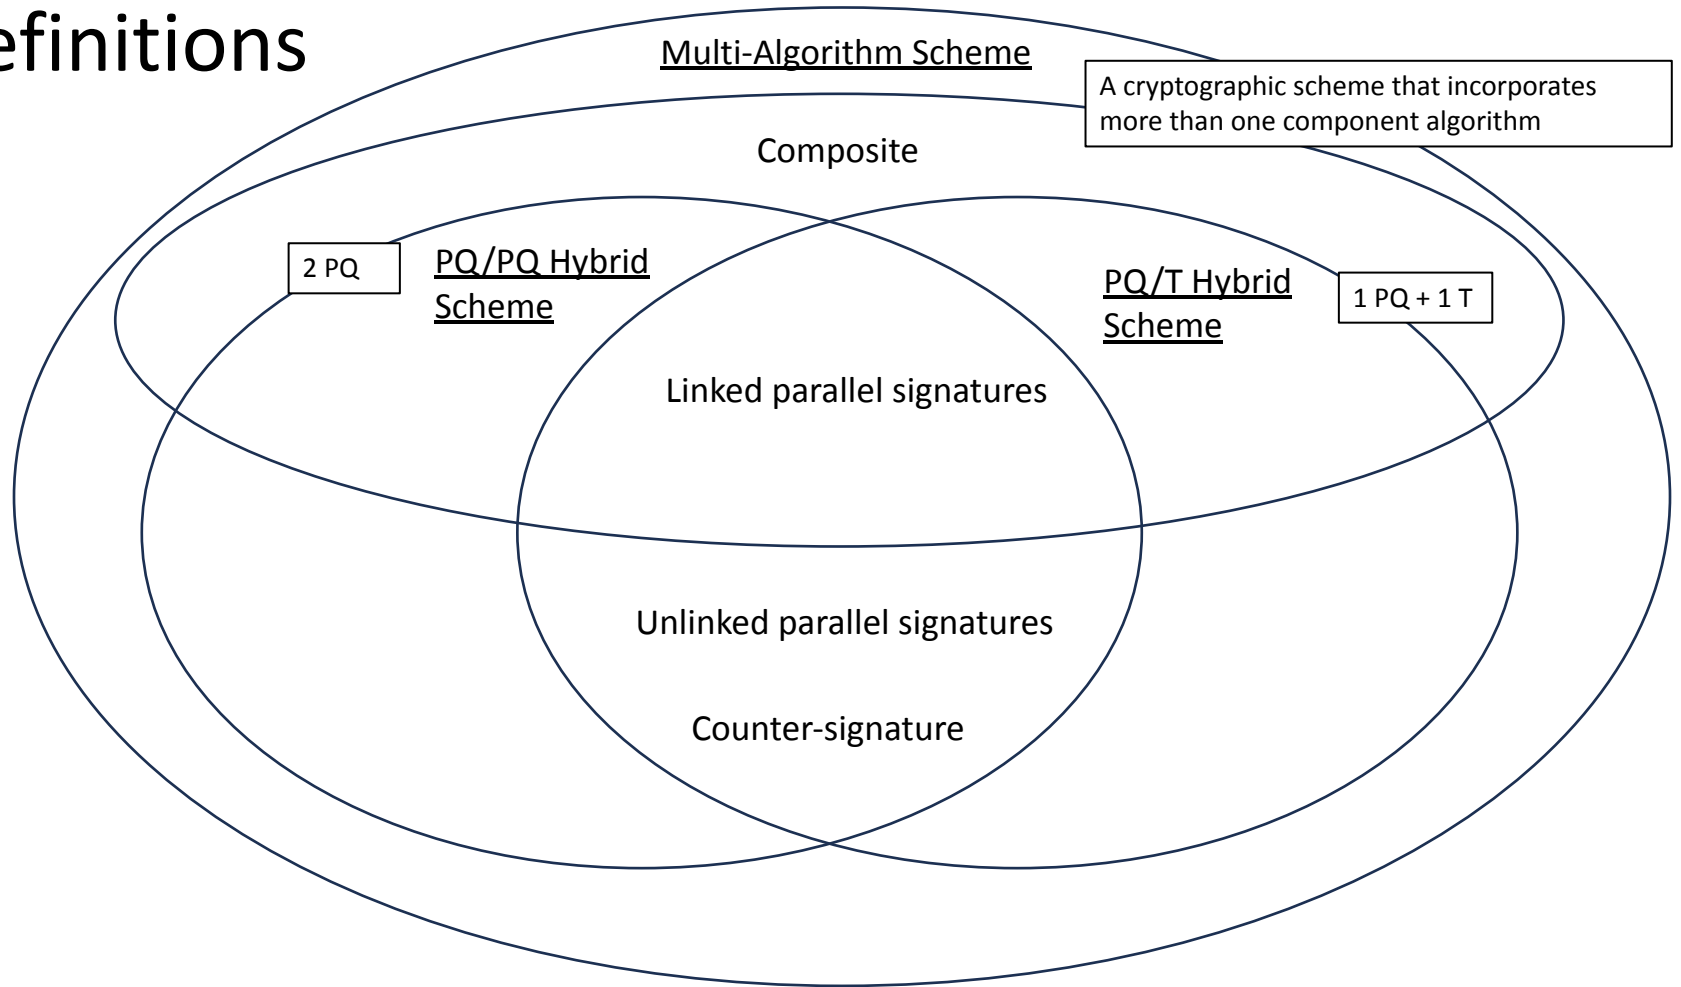 efinitions
Multi-Algorithm Scheme
A cryptographic scheme that incorporates
more than one component algorithm
Composite
2 PQ
PQ/PQ Hybrid
Scheme
PQ/T Hybrid
Scheme
1 PQ + 1 T
Linked parallel signatures
Unlinked parallel signatures
Counter-signature